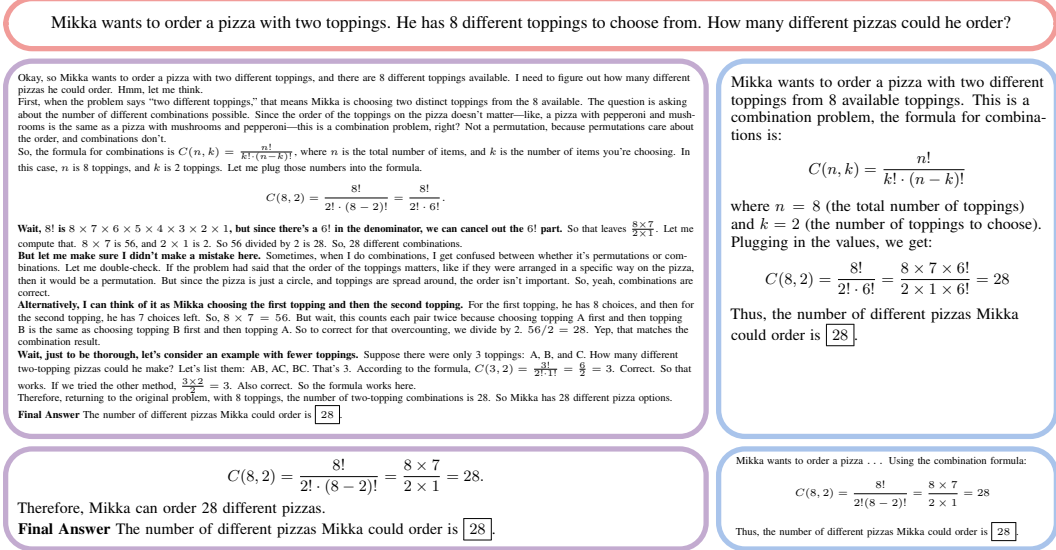 Mikka wants to order a pizza with two toppings. He has 8 different toppings to choose from. How many different pizzas could he order?
Okay, so Mikka wants to order a pizza with two different toppings, and there are 8 different toppings available. I need to figure out how many different
pizzas he could order. Hmm, let me think.
First, when the problem says "two different toppings," that means Mikka is choosing two distinct toppings from the 8 available. The question is asking
about the number of different combinations possible. Since the order of the toppings on the pizza doesn't matter—like, a pizza with pepperoni and mush-
rooms is the same as a pizza with mushrooms and pepperoni—this is a combination problem, right? Not a permutation, because permutations care about
the order, and combinations don't.
So, the formula for combinations is C(n, k) = n!/(k!·(n−k)!), where n is the total number of items, and k is the number of items you're choosing. In
this case, n is 8 toppings, and k is 2 toppings. Let me plug those numbers into the formula.
C(8, 2) = 8!/(2! · (8 − 2)!) = 8!/(2! · 6!).
Wait, 8! is 8 × 7 × 6 × 5 × 4 × 3 × 2 × 1, but since there's a 6! in the denominator, we can cancel out the 6! part. So that leaves (8×7)/(2×1). Let me
compute that. 8 × 7 is 56, and 2 × 1 is 2. So 56 divided by 2 is 28. So, 28 different combinations.
But let me make sure I didn't make a mistake here. Sometimes, when I do combinations, I get confused between whether it's permutations or com-
binations. Let me double-check. If the problem had said that the order of the toppings matters, like if they were arranged in a specific way on the pizza,
then it would be a permutation. But since the pizza is just a circle, and toppings are spread around, the order isn't important. So, yeah, combinations are
correct.
Alternatively, I can think of it as Mikka choosing the first topping and then the second topping. For the first topping, he has 8 choices, and then for
the second topping, he has 7 choices left. So, 8 × 7 = 56. But wait, this counts each pair twice because choosing topping A first and then topping
B is the same as choosing topping B first and then topping A. So to correct for that overcounting, we divide by 2. 56/2 = 28. Yep, that matches the
combination result.
Wait, just to be thorough, let's consider an example with fewer toppings. Suppose there were only 3 toppings: A, B, and C. How many different
two-topping pizzas could he make? Let's list them: AB, AC, BC. That's 3. According to the formula, C(3, 2) = 3!/(2!·1!) = 6/2 = 3. Correct. So that
works. If we tried the other method, (3×2)/2 = 3. Also correct. So the formula works here.
Therefore, returning to the original problem, with 8 toppings, the number of two-topping combinations is 28. So Mikka has 28 different pizza options.
Final Answer The number of different pizzas Mikka could order is 28.
Mikka wants to order a pizza with two different
toppings from 8 available toppings. This is a
combination problem, the formula for combina-
tions is:
C(n, k) = n!/(k! · (n − k)!)
where n = 8 (the total number of toppings)
and k = 2 (the number of toppings to choose).
Plugging in the values, we get:
C(8, 2) = 8!/(2! · 6!) = (8 × 7 × 6!)/(2 × 1 × 6!) = 28
Thus, the number of different pizzas Mikka
could order is 28.
C(8, 2) = 8!/(2! · (8 − 2)!) = (8 × 7)/(2 × 1) = 28.
Therefore, Mikka can order 28 different pizzas.
Final Answer The number of different pizzas Mikka could order is 28.
Mikka wants to order a pizza . . . Using the combination formula:
C(8, 2) = 8!/(2!(8 − 2)!) = (8 × 7)/(2 × 1) = 28
Thus, the number of different pizzas Mikka could order is 28.